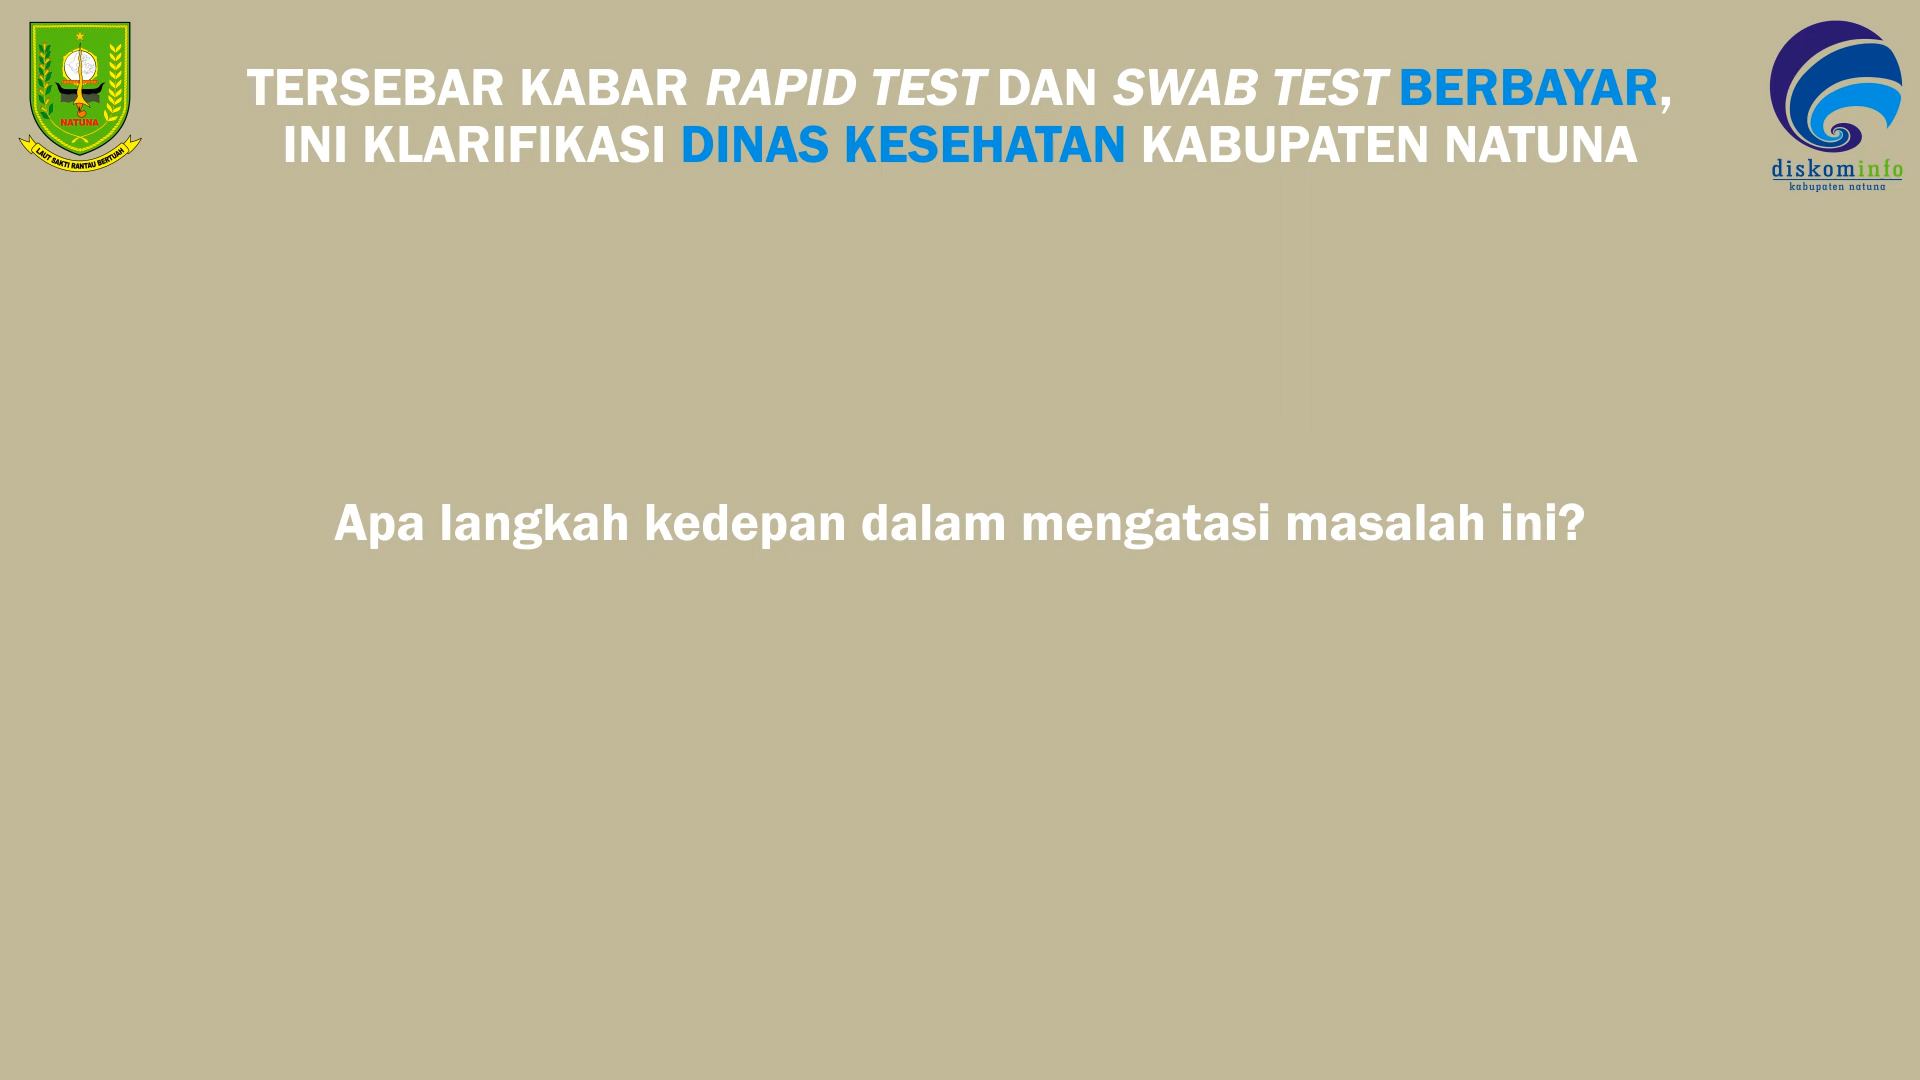 TERSEBAR KABAR RAPID TEST DAN SWAB TEST BERBAYAR,
INI KLARIFIKASI DINAS KESEHATAN KABUPATEN NATUNA
NATUNA
LAUT SAKTI RANTAU BERTUAH
diskominfo
kabupaten natuna
Apa langkah kedepan dalam mengatasi masalah ini?